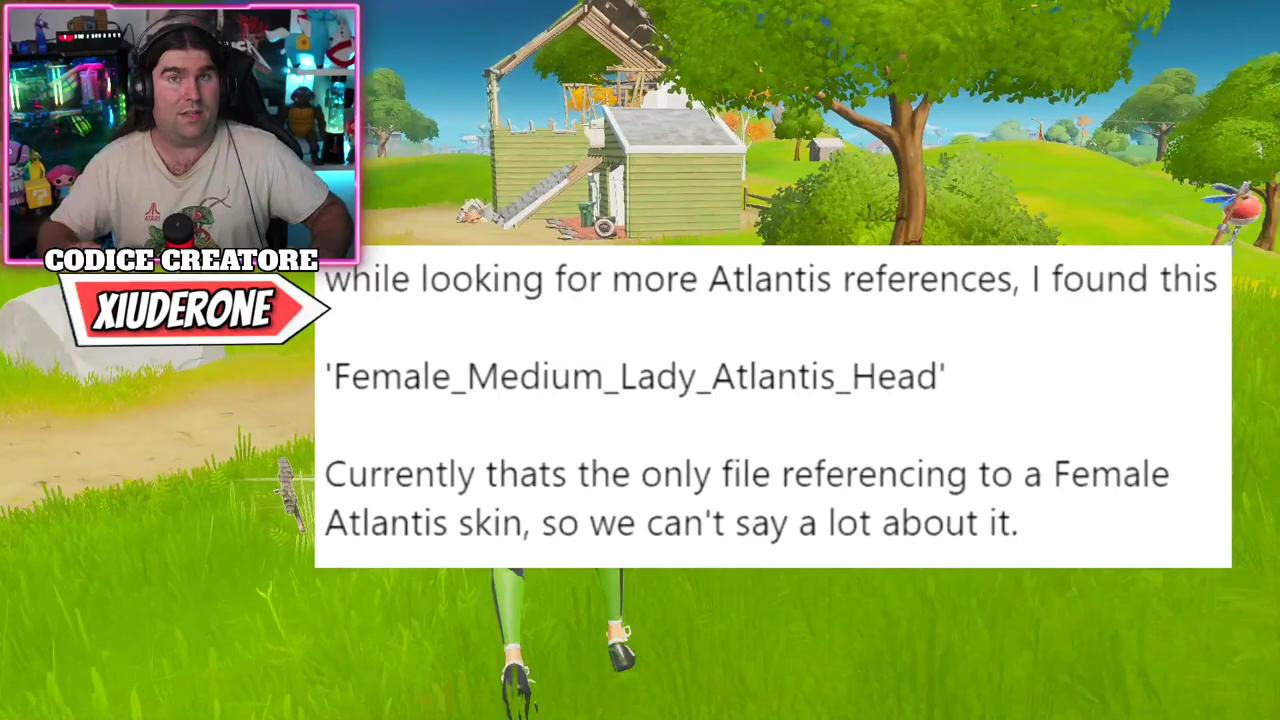 ATARI
CODICE CREATORE
XIUDERONE
while looking for more Atlantis references, I found this
'Female_Medium_Lady_Atlantis_Head'
Currently thats the only file referencing to a Female
Atlantis skin, so we can't say a lot about it.